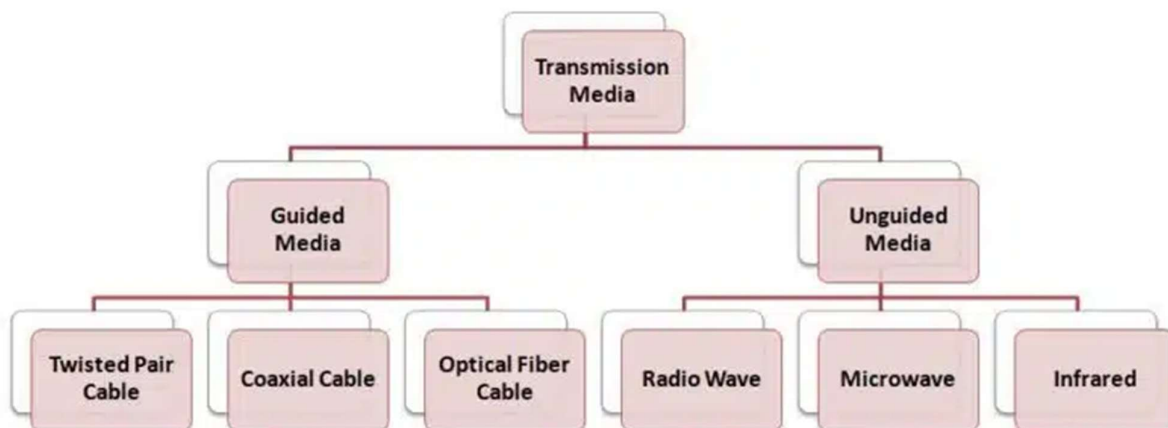 Transmission
Media
Guided
Media
Unguided
Media
Twisted Pair
Cable
Coaxial Cable
Optical Fiber
Cable
Radio Wave
Microwave
Infrared